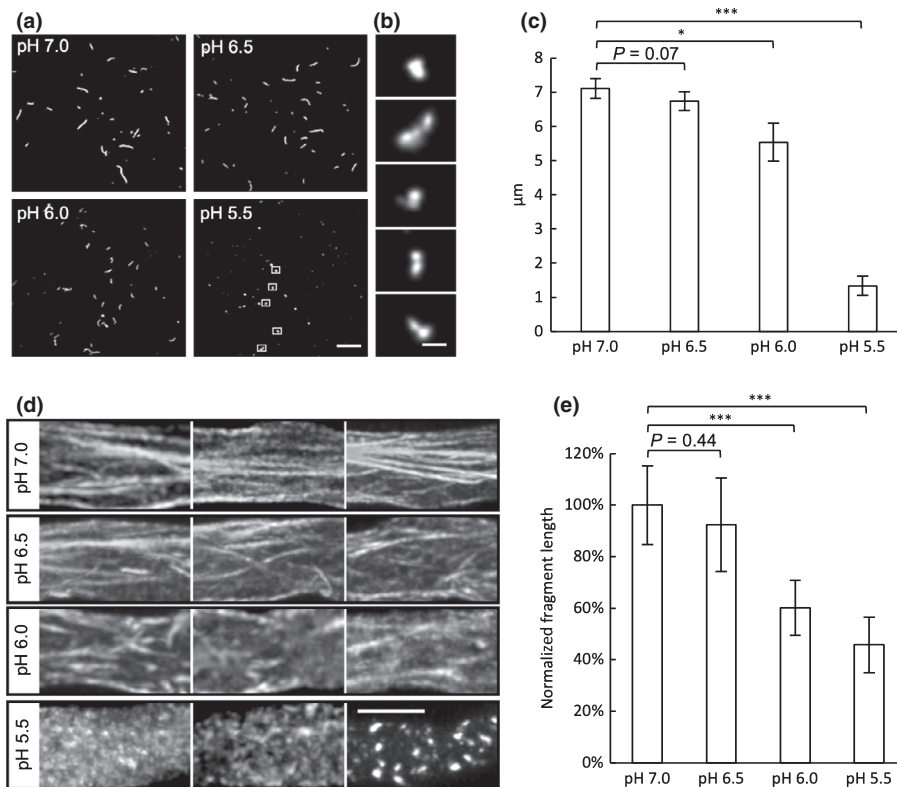 (a)
pH 7.0
pH 6.5
pH 6.0
pH 5.5
(b)
(c)
***
*
P = 0.07
8
7
6
5
4
3
2
1
0
µm
pH 7.0
pH 6.5
pH 6.0
pH 5.5
(d)
pH 7.0
pH 6.5
pH 6.0
pH 5.5
(e)
***
***
P = 0.44
120%
100%
80%
60%
40%
20%
0%
Normalized fragment length
pH 7.0
pH 6.5
pH 6.0
pH 5.5